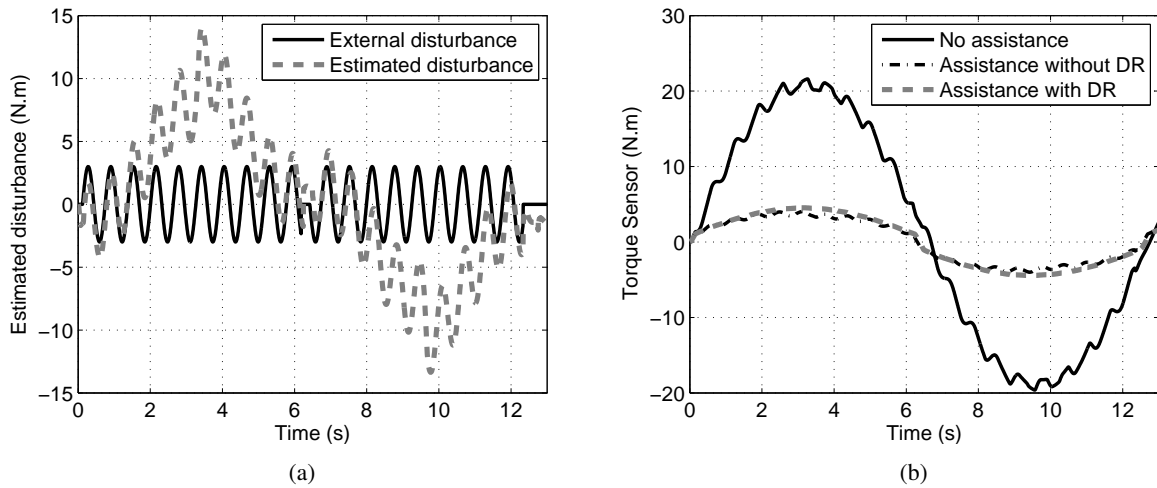 Estimated disturbance (N.m)
15
10
5
0
−5
−10
−15
0 2 4 6 8 10 12
Time (s)
External disturbance
Estimated disturbance
(a)
Torque Sensor (N.m)
30
20
10
0
−10
−20
0 2 4 6 8 10 12
Time (s)
No assistance
Assistance without DR
Assistance with DR
(b)